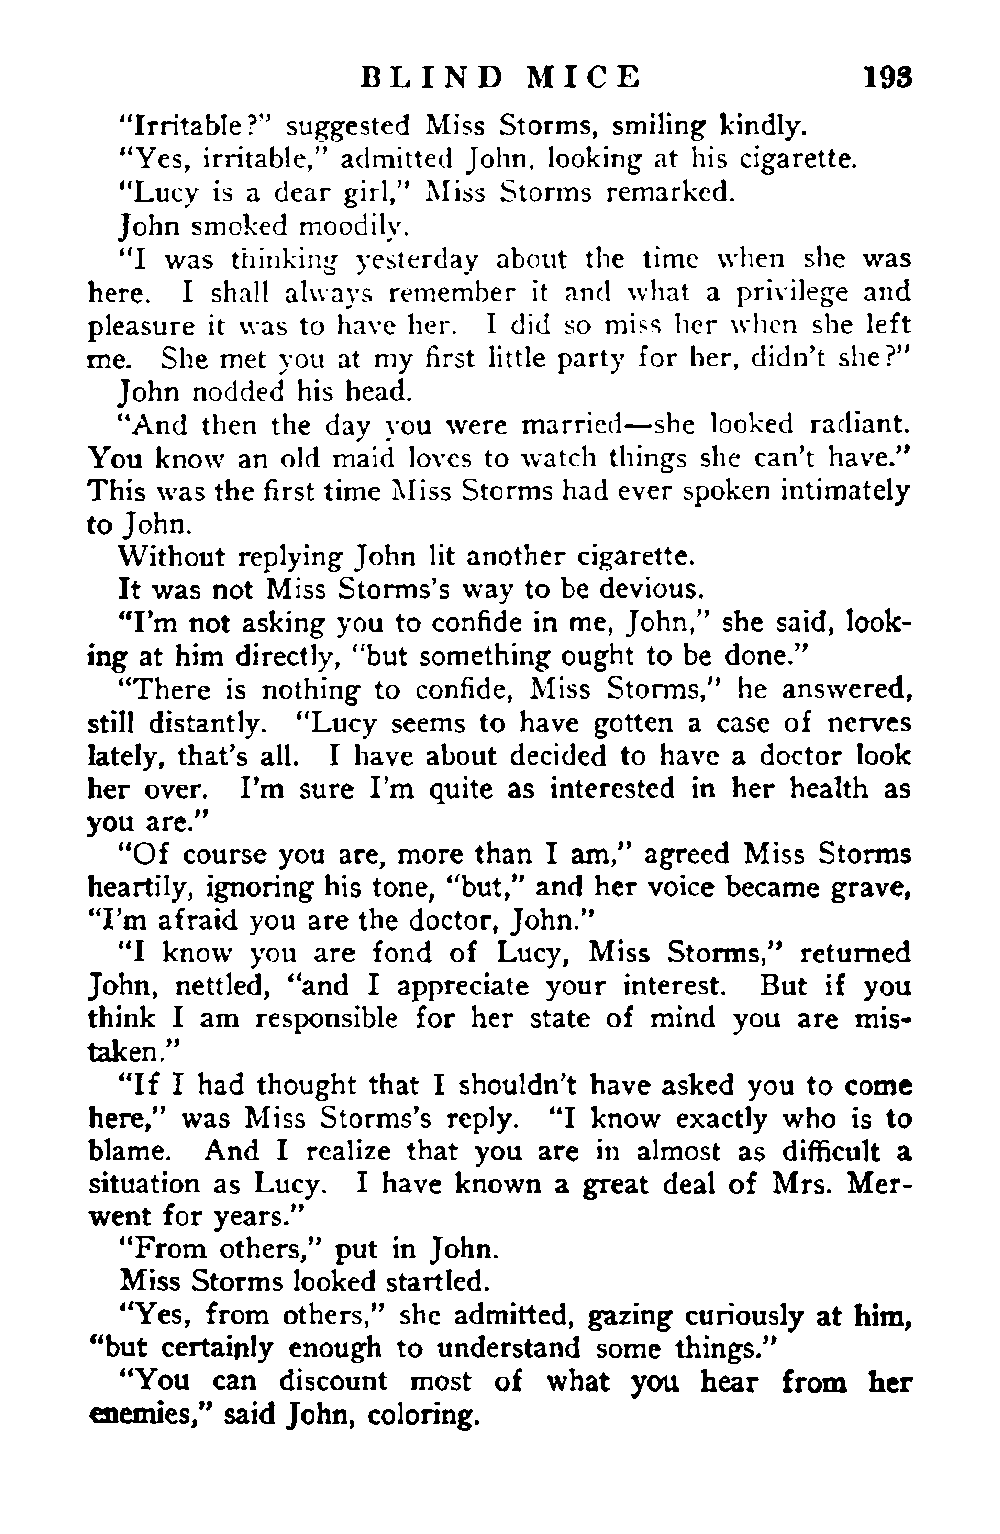 BLIND MICE 193
“Irritable?” suggested Miss Storms, smiling kindly.
“Yes, irritable,” admitted John, looking at his cigarette.
“Lucy is a dear girl,” Miss Storms remarked.
John smoked moodily.
“I was thinking yesterday about the time when she was
here. I shall always remember it and what a privilege and
pleasure it was to have her. I did so miss her when she left
me. She met you at my first little party for her, didn’t she?”
John nodded his head.
“And then the day you were married—she looked radiant.
You know an old maid loves to watch things she can’t have.”
This was the first time Miss Storms had ever spoken intimately
to John.
Without replying John lit another cigarette.
It was not Miss Storms’s way to be devious.
“I’m not asking you to confide in me, John,” she said, look-
ing at him directly, “but something ought to be done.”
“There is nothing to confide, Miss Storms,” he answered,
still distantly. “Lucy seems to have gotten a case of nerves
lately, that’s all. I have about decided to have a doctor look
her over. I’m sure I’m quite as interested in her health as
you are.”
“Of course you are, more than I am,” agreed Miss Storms
heartily, ignoring his tone, “but,” and her voice became grave,
“I’m afraid you are the doctor, John.”
“I know you are fond of Lucy, Miss Storms,” returned
John, nettled, “and I appreciate your interest. But if you
think I am responsible for her state of mind you are mis-
taken.”
“If I had thought that I shouldn’t have asked you to come
here,” was Miss Storms’s reply. “I know exactly who is to
blame. And I realize that you are in almost as difficult a
situation as Lucy. I have known a great deal of Mrs. Mer-
went for years.”
“From others,” put in John.
Miss Storms looked startled.
“Yes, from others,” she admitted, gazing curiously at him,
“but certainly enough to understand some things.”
“You can discount most of what you hear from her
enemies,” said John, coloring.